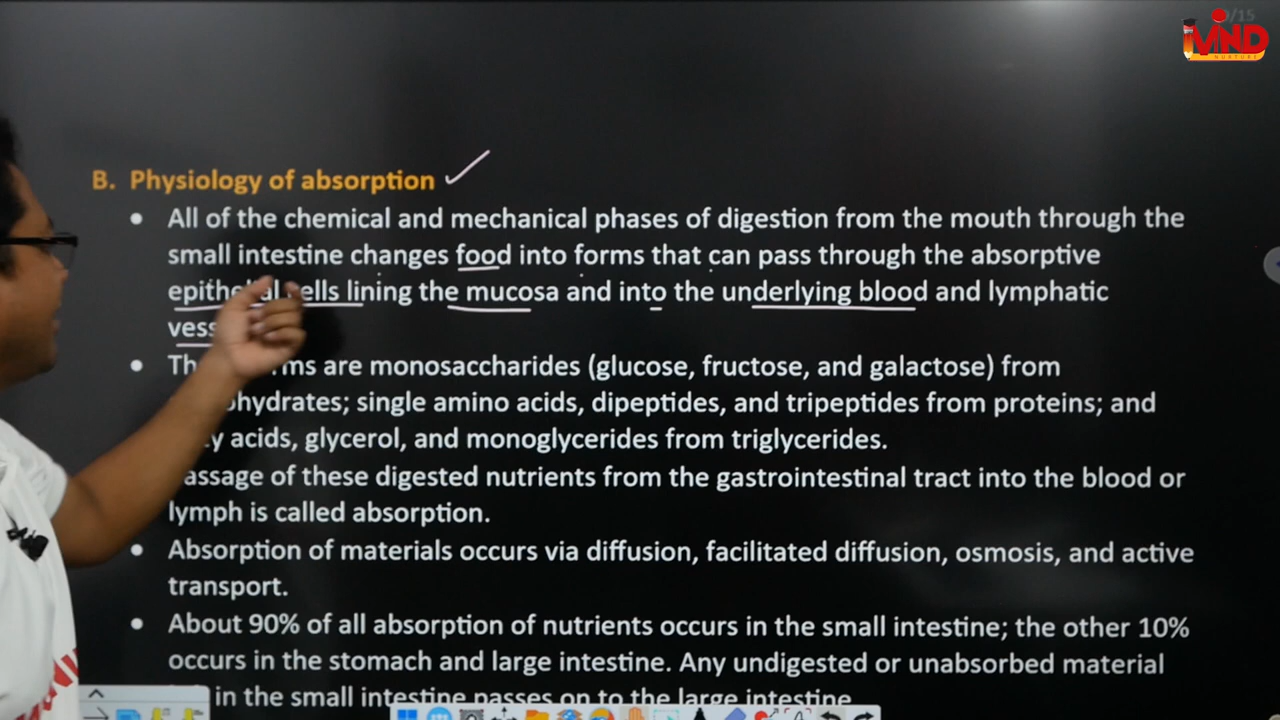 /15
MIND
NURTURE
B. Physiology of absorption
• All of the chemical and mechanical phases of digestion from the mouth through the
small intestine changes food into forms that can pass through the absorptive
cells lining the mucosa and into the underlying blood and lymphatic
• are monosaccharides (glucose, fructose, and galactose) from
single amino acids, dipeptides, and tripeptides from proteins; and
acids, glycerol, and monoglycerides from triglycerides.
of these digested nutrients from the gastrointestinal tract into the blood or
lymph is called absorption.
• Absorption of materials occurs via diffusion, facilitated diffusion, osmosis, and active
transport.
• About 90% of all absorption of nutrients occurs in the small intestine; the other 10%
occurs in the stomach and large intestine. Any undigested or unabsorbed material
in the small intestine passes on to the large intestine